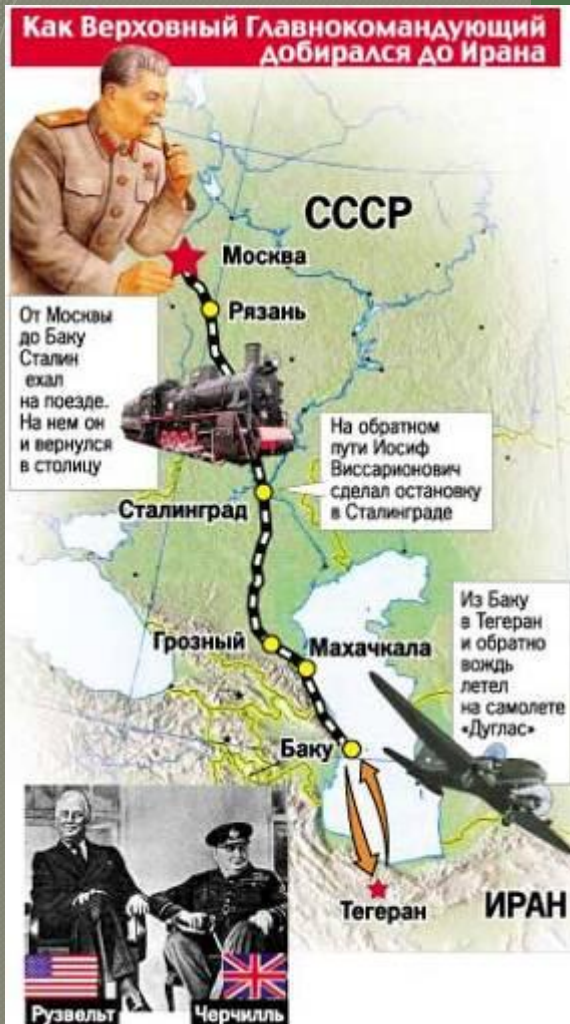 Как Верховный Главнокомандующий
добирался до Ирана
СССР
Москва
Рязань
От Москвы
до Баку
Сталин
ехал
на поезде.
На нем он
и вернулся
в столицу
На обратном
пути Иосиф
Виссарионович
сделал остановку
в Сталинграде
Сталинград
Грозный
Махачкала
Из Баку
в Тегеран
и обратно
вождь
летел
на самолете
«Дуглас»
Баку
Тегеран
ИРАН
Рузвельт
Черчилль